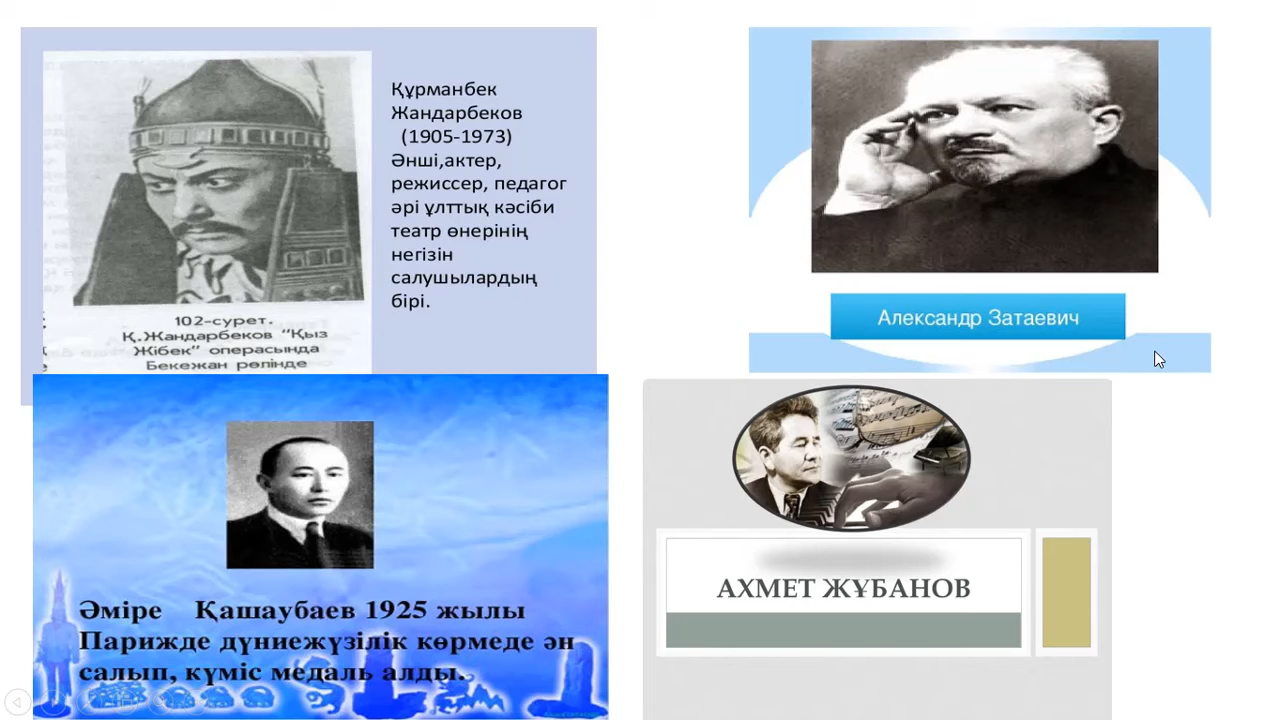 Құрманбек
Жандарбеков
(1905-1973)
Әнші,актер,
режиссер, педагог
әрі ұлттық кәсіби
театр өнерінің
негізін
салушылардың
бірі.
102-сурет.
Қ.Жандарбеков “Қыз
Жібек” операсында
Бекежан рөлінде
Александр Затаевич
Әміре Қашаубаев 1925 жылы
Парижде дүниежүзілік көрмеде ән
салып, күміс медаль алды.
АХМЕТ ЖҰБАНОВ